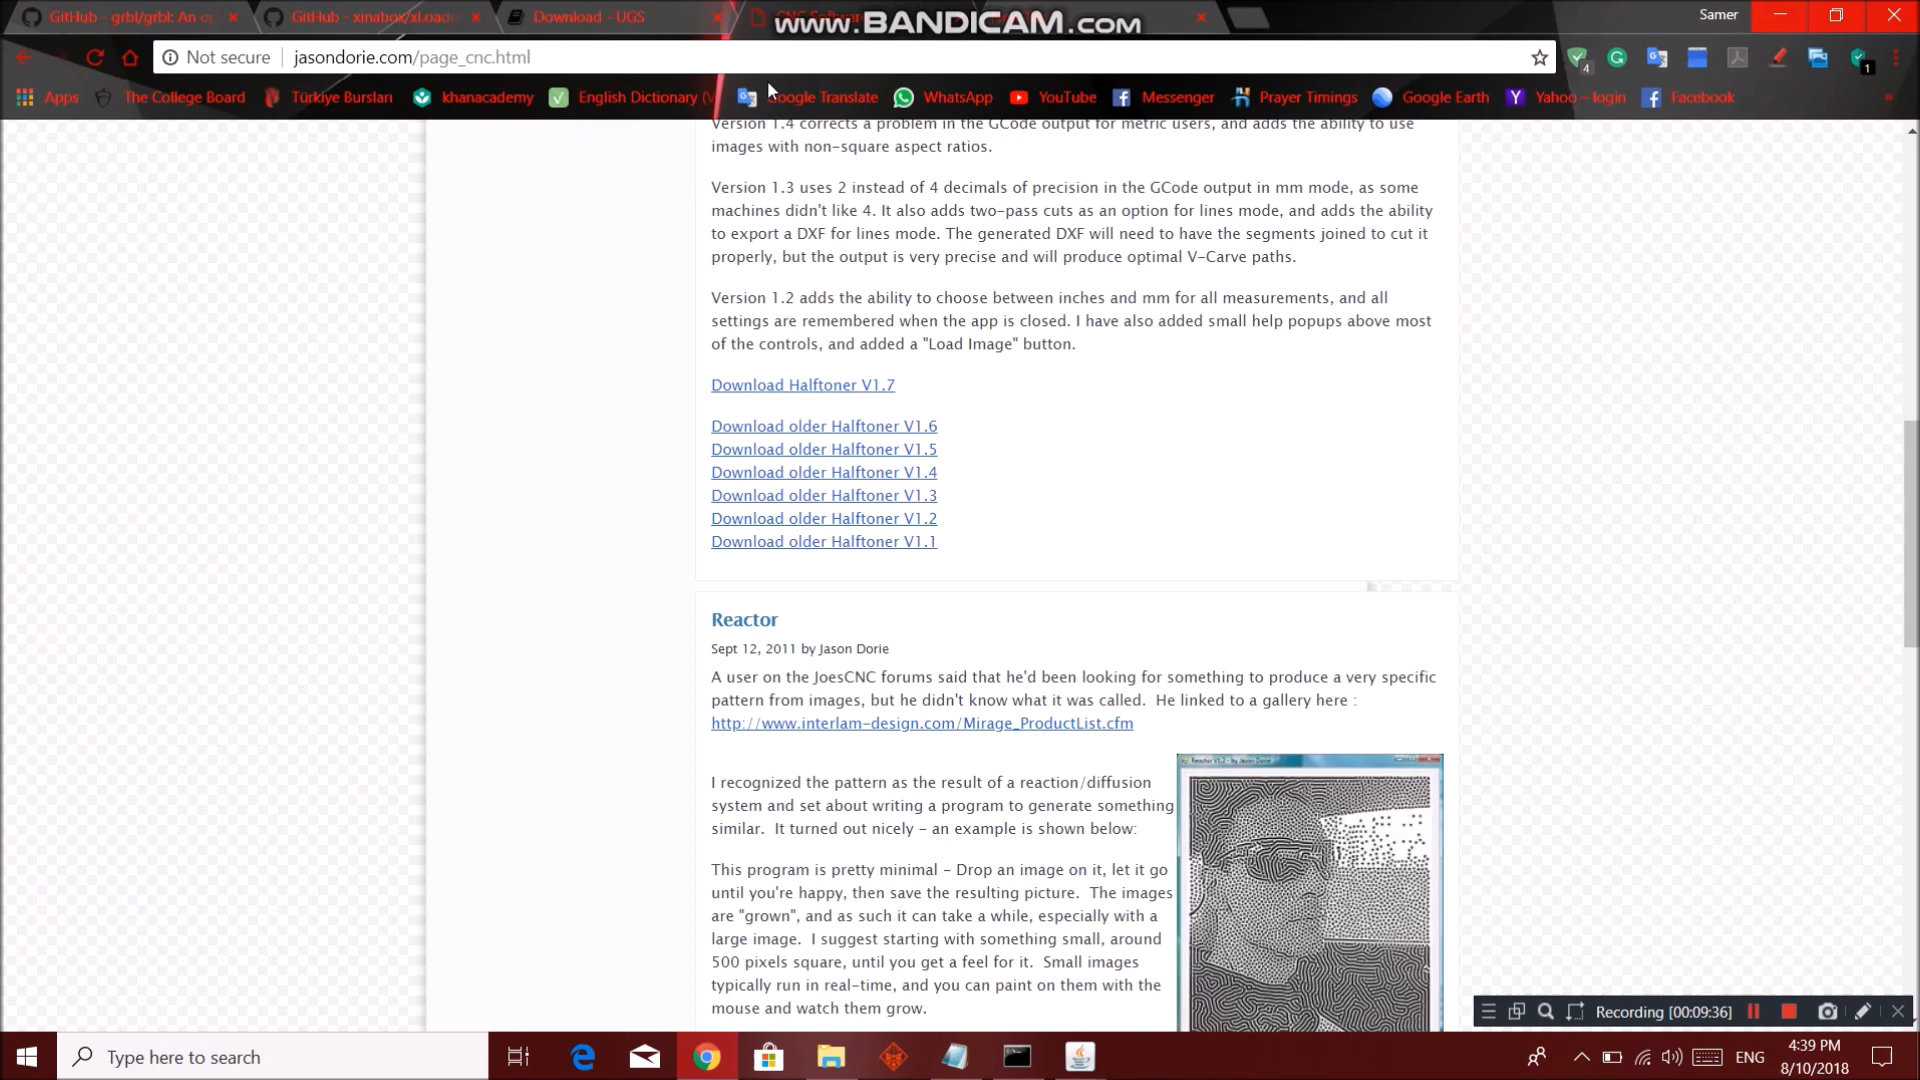 GitHub - grbl/grbl: An op
GitHub - xinabox/xLoad
Download - UGS
CNC Software
www.BANDICAM.com
Samer
Not secure
jasondorie.com/page_cnc.html
4
1
Apps
The College Board
Türkiye Bursları
khanacademy
English Dictionary (V
Google Translate
WhatsApp
YouTube
Messenger
Prayer Timings
Google Earth
Yahoo – login
Facebook
Version 1.4 corrects a problem in the GCode output for metric users, and adds the ability to use
images with non-square aspect ratios.
Version 1.3 uses 2 instead of 4 decimals of precision in the GCode output in mm mode, as some
machines didn't like 4. It also adds two-pass cuts as an option for lines mode, and adds the ability
to export a DXF for lines mode. The generated DXF will need to have the segments joined to cut it
properly, but the output is very precise and will produce optimal V-Carve paths.
Version 1.2 adds the ability to choose between inches and mm for all measurements, and all
settings are remembered when the app is closed. I have also added small help popups above most
of the controls, and added a "Load Image" button.
Download Halftoner V1.7
Download older Halftoner V1.6
Download older Halftoner V1.5
Download older Halftoner V1.4
Download older Halftoner V1.3
Download older Halftoner V1.2
Download older Halftoner V1.1
Reactor
Sept 12, 2011 by Jason Dorie
A user on the JoesCNC forums said that he'd been looking for something to produce a very specific
pattern from images, but he didn't know what it was called. He linked to a gallery here :
http://www.interlam-design.com/Mirage_ProductList.cfm
I recognized the pattern as the result of a reaction/diffusion
system and set about writing a program to generate something
similar. It turned out nicely – an example is shown below:
Reactor V1.2 - by Jason Dorie
This program is pretty minimal – Drop an image on it, let it go
until you're happy, then save the resulting picture. The images
are "grown", and as such it can take a while, especially with a
large image. I suggest starting with something small, around
500 pixels square, until you get a feel for it. Small images
typically run in real-time, and you can paint on them with the
mouse and watch them grow.
Recording [00:09:36]
Type here to search
ENG
4:39 PM
8/10/2018